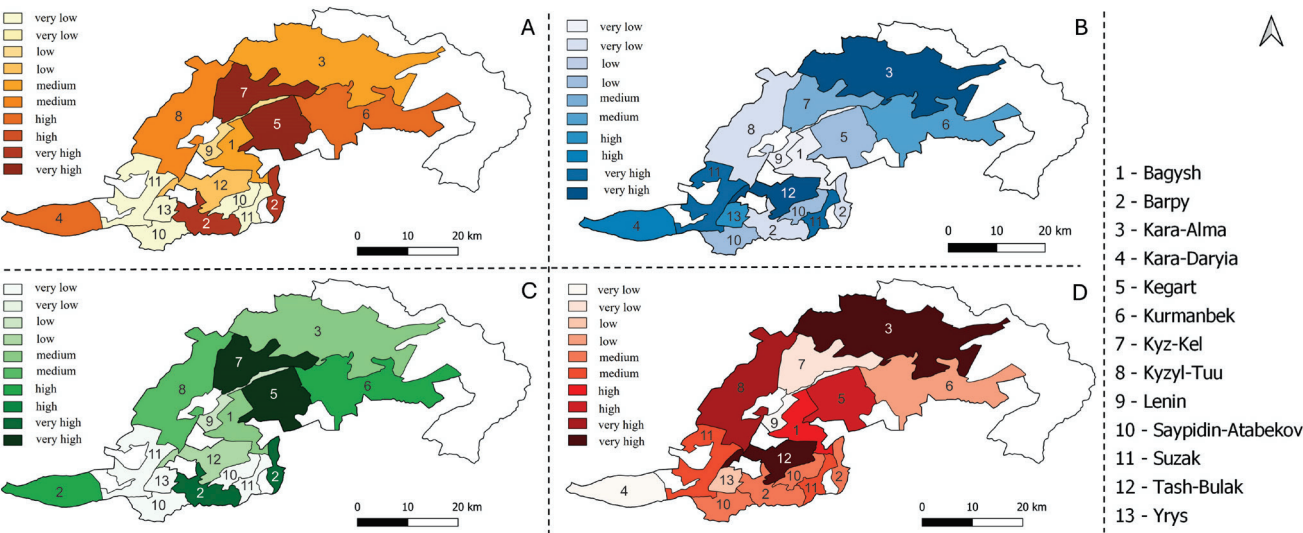 A
very low
very low
low
low
medium
medium
high
high
very high
very high
3
7
6
8
5
1
9
11
12
10
2
4
13
2
11
10
0 10 20 km
B
very low
very low
low
low
medium
medium
high
high
very high
very high
3
7
6
8
5
1
9
11
12
10
2
4
13
2
11
10
0 10 20 km
C
very low
very low
low
low
medium
high
high
very high
very high
3
7
6
8
5
1
9
11
12
10
2
2
13
2
11
10
0 10 20 km
D
very low
very low
low
low
medium
medium
high
high
very high
very high
3
7
6
8
5
9
1
11
12
10
2
4
13
2
11
10
0 10 20 km
1 - Bagysh
2 - Barpy
3 - Kara-Alma
4 - Kara-Daryia
5 - Kegart
6 - Kurmanbek
7 - Kyz-Kel
8 - Kyzyl-Tuu
9 - Lenin
10 - Saypidin-Atabekov
11 - Suzak
12 - Tash-Bulak
13 - Yrys